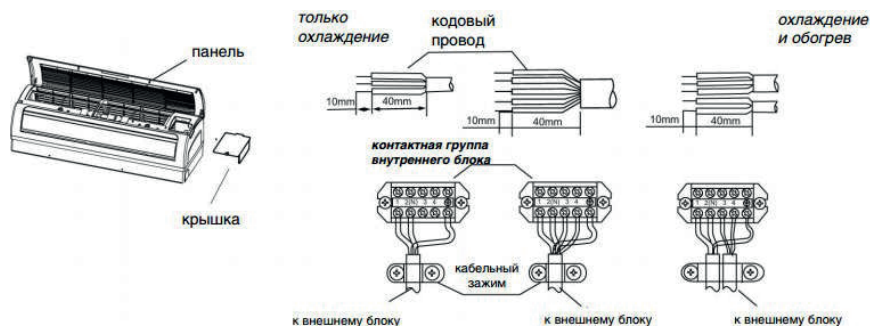 только
охлаждение
кодовый
провод
охлаждение
и обогрев
панель
10mm 40mm
10mm 40mm
10mm 40mm
контактная группа
внутреннего блока
крышка
1 2(N) 3 4
1 2(N) 3 4
1 2(N) 3 4
кабельный
зажим
к внешнему блоку
к внешнему блоку
к внешнему блоку